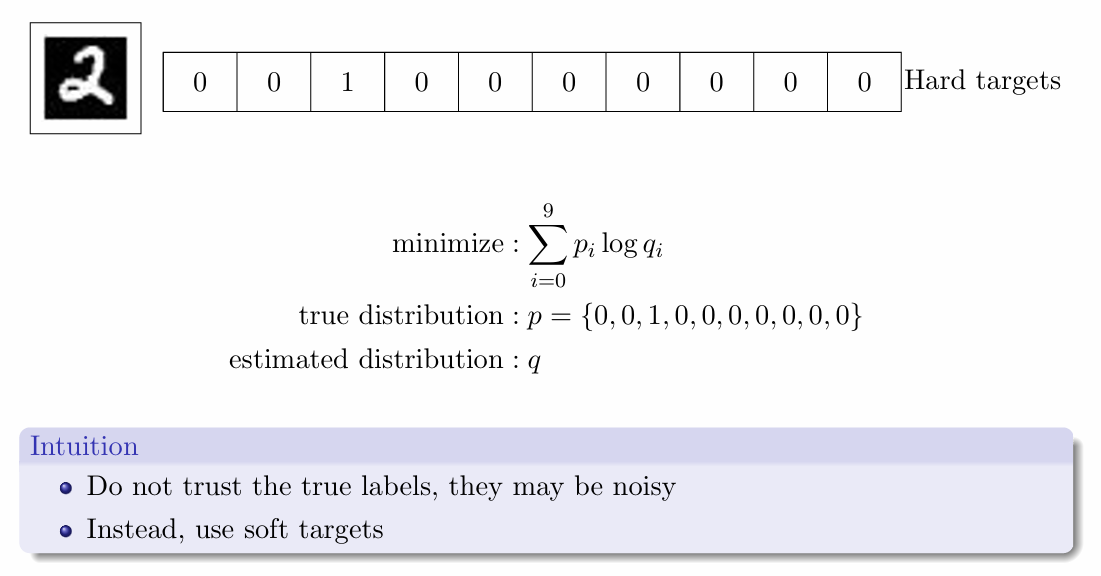 0 0 1 0 0 0 0 0 0 0 Hard targets
minimize : \sum_{i=0}^{9} p_i \log q_i
true distribution : p = {0, 0, 1, 0, 0, 0, 0, 0, 0, 0}
estimated distribution : q
Intuition
Do not trust the true labels, they may be noisy
Instead, use soft targets